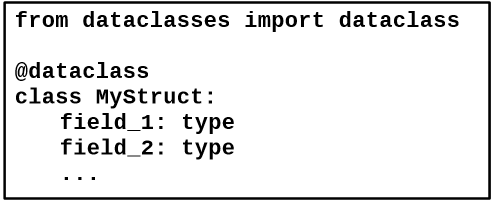 from dataclasses import dataclass

@dataclass
class MyStruct:
    field_1: type
    field_2: type
    ...